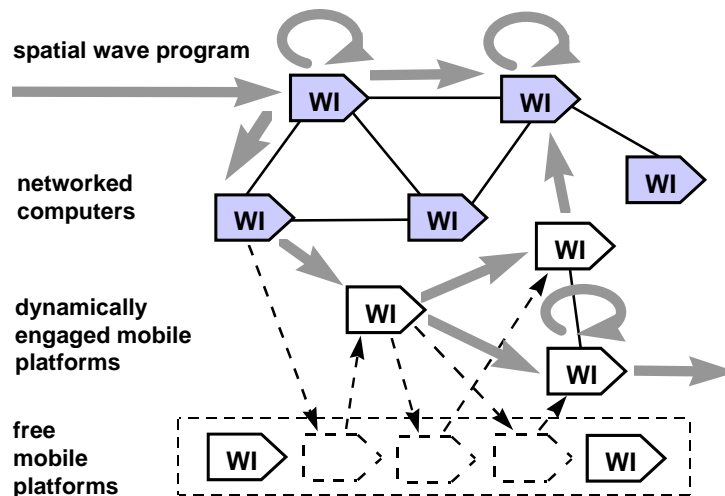 spatial wave program
WI
WI
networked
computers
WI
WI
WI
WI
dynamically
engaged mobile
platforms
WI
WI
free
mobile
platforms
WI
WI